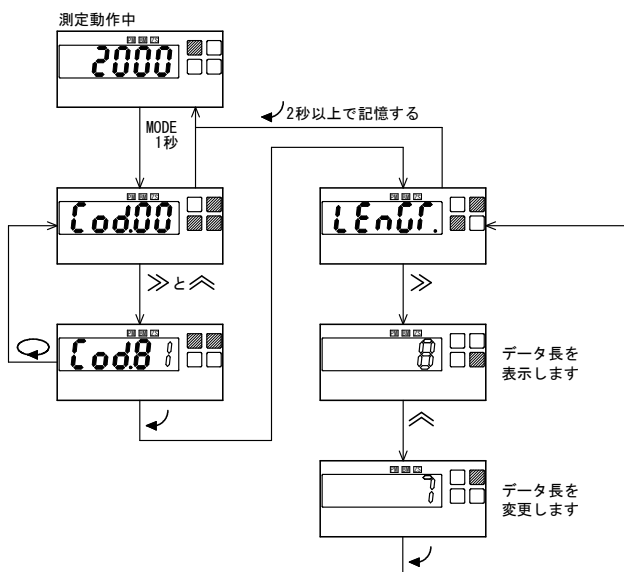 測定動作中
2000
MODE
1秒
2秒以上で記憶する
Cod.00
LEnGT.
≫と︽
≫
Cod.81
8
データ長を
表示します
︽
7
データ長を
変更します